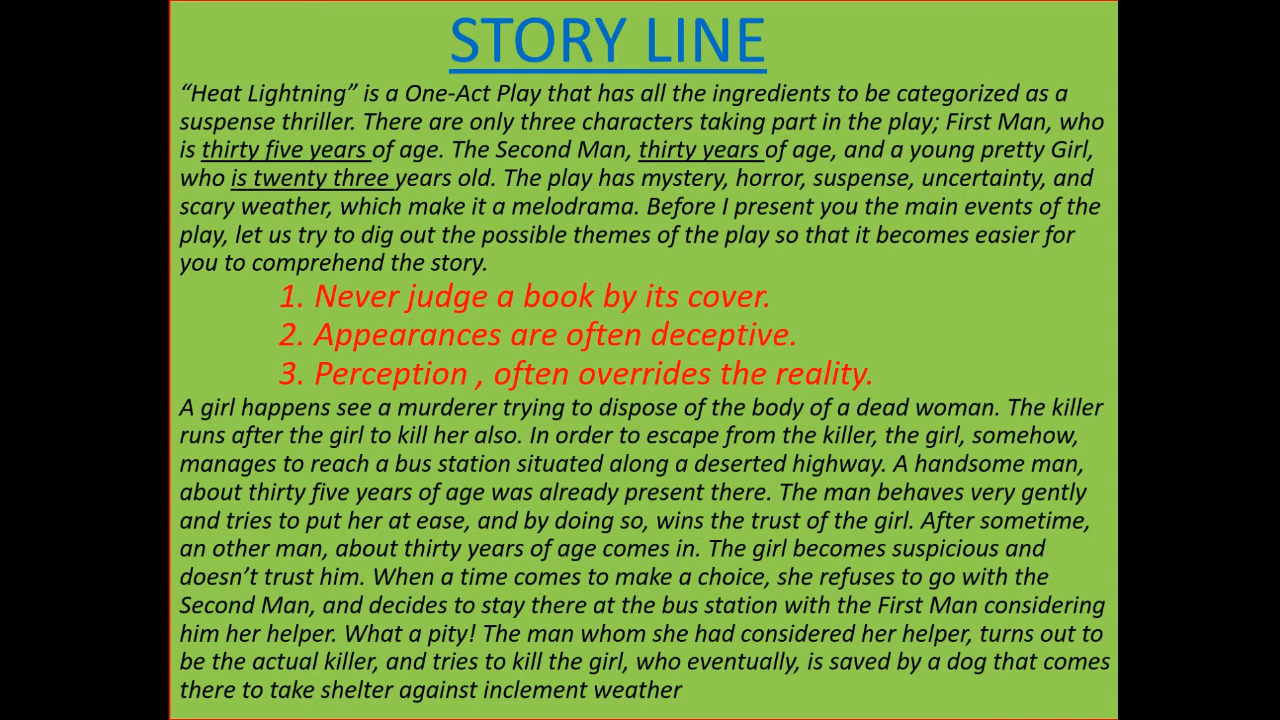 STORY LINE
“Heat Lightning” is a One-Act Play that has all the ingredients to be categorized as a
suspense thriller. There are only three characters taking part in the play; First Man, who
is thirty five years of age. The Second Man, thirty years of age, and a young pretty Girl,
who is twenty three years old. The play has mystery, horror, suspense, uncertainty, and
scary weather, which make it a melodrama. Before I present you the main events of the
play, let us try to dig out the possible themes of the play so that it becomes easier for
you to comprehend the story.
1. Never judge a book by its cover.
2. Appearances are often deceptive.
3. Perception , often overrides the reality.
A girl happens see a murderer trying to dispose of the body of a dead woman. The killer
runs after the girl to kill her also. In order to escape from the killer, the girl, somehow,
manages to reach a bus station situated along a deserted highway. A handsome man,
about thirty five years of age was already present there. The man behaves very gently
and tries to put her at ease, and by doing so, wins the trust of the girl. After sometime,
an other man, about thirty years of age comes in. The girl becomes suspicious and
doesn’t trust him. When a time comes to make a choice, she refuses to go with the
Second Man, and decides to stay there at the bus station with the First Man considering
him her helper. What a pity! The man whom she had considered her helper, turns out to
be the actual killer, and tries to kill the girl, who eventually, is saved by a dog that comes
there to take shelter against inclement weather